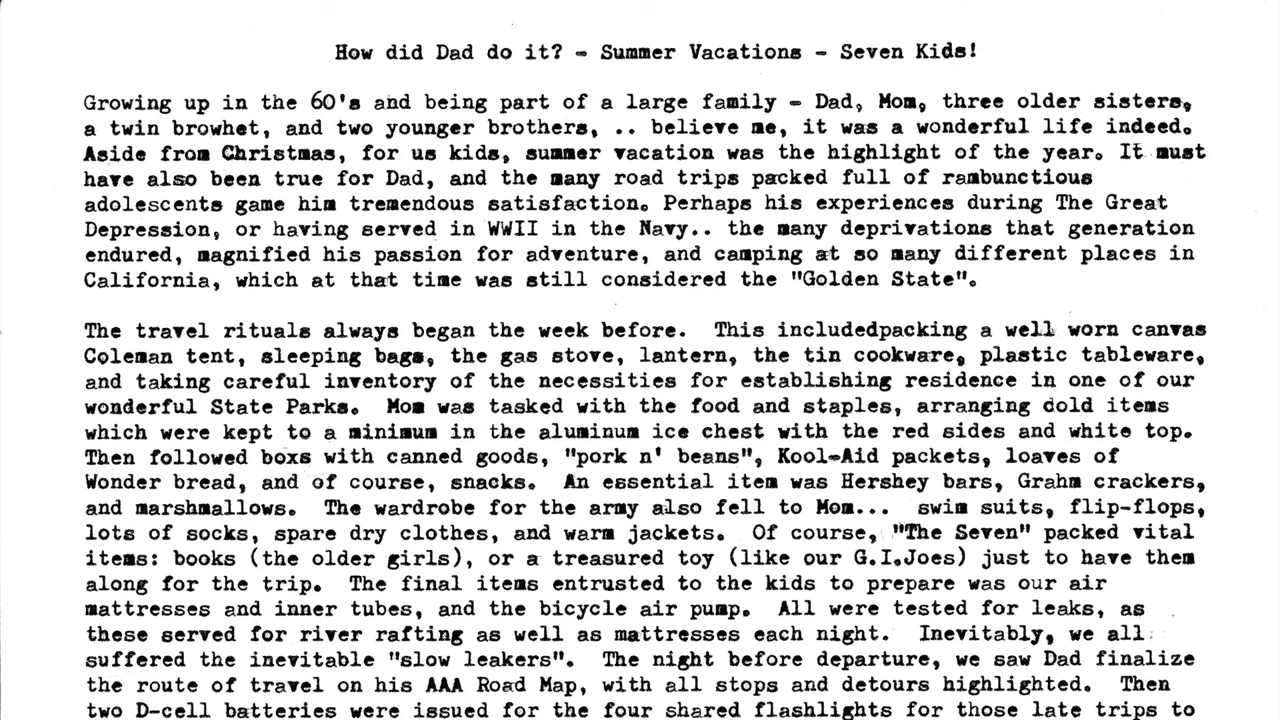 How did Dad do it? - Summer Vacations - Seven Kids!
Growing up in the 60's and being part of a large family - Dad, Mom, three older sisters,
a twin browhet, and two younger brothers, .. believe me, it was a wonderful life indeed.
Aside from Christmas, for us kids, summer vacation was the highlight of the year. It must
have also been true for Dad, and the many road trips packed full of rambunctious
adolescents game him tremendous satisfaction. Perhaps his experiences during The Great
Depression, or having served in WWII in the Navy.. the many deprivations that generation
endured, magnified his passion for adventure, and camping at so many different places in
California, which at that time was still considered the "Golden State".
The travel rituals always began the week before. This includedpacking a well worn canvas
Coleman tent, sleeping bags, the gas stove, lantern, the tin cookware, plastic tableware,
and taking careful inventory of the necessities for establishing residence in one of our
wonderful State Parks. Mom was tasked with the food and staples, arranging cold items
which were kept to a minimum in the aluminum ice chest with the red sides and white top.
Then followed boxs with canned goods, "pork n' beans", Kool-Aid packets, loaves of
Wonder bread, and of course, snacks. An essential item was Hershey bars, Grahm crackers,
and marshmallows. The wardrobe for the army also fell to Mom... swim suits, flip-flops,
lots of socks, spare dry clothes, and warm jackets. Of course, "The Seven" packed vital
items: books (the older girls), or a treasured toy (like our G.I.Joes) just to have them
along for the trip. The final items entrusted to the kids to prepare was our air
mattresses and inner tubes, and the bicycle air pump. All were tested for leaks, as
these served for river rafting as well as mattresses each night. Inevitably, we all
suffered the inevitable "slow leakers". The night before departure, we saw Dad finalize
the route of travel on his AAA Road Map, with all stops and detours highlighted. Then
two D-cell batteries were issued for the four shared flashlights for those late trips to